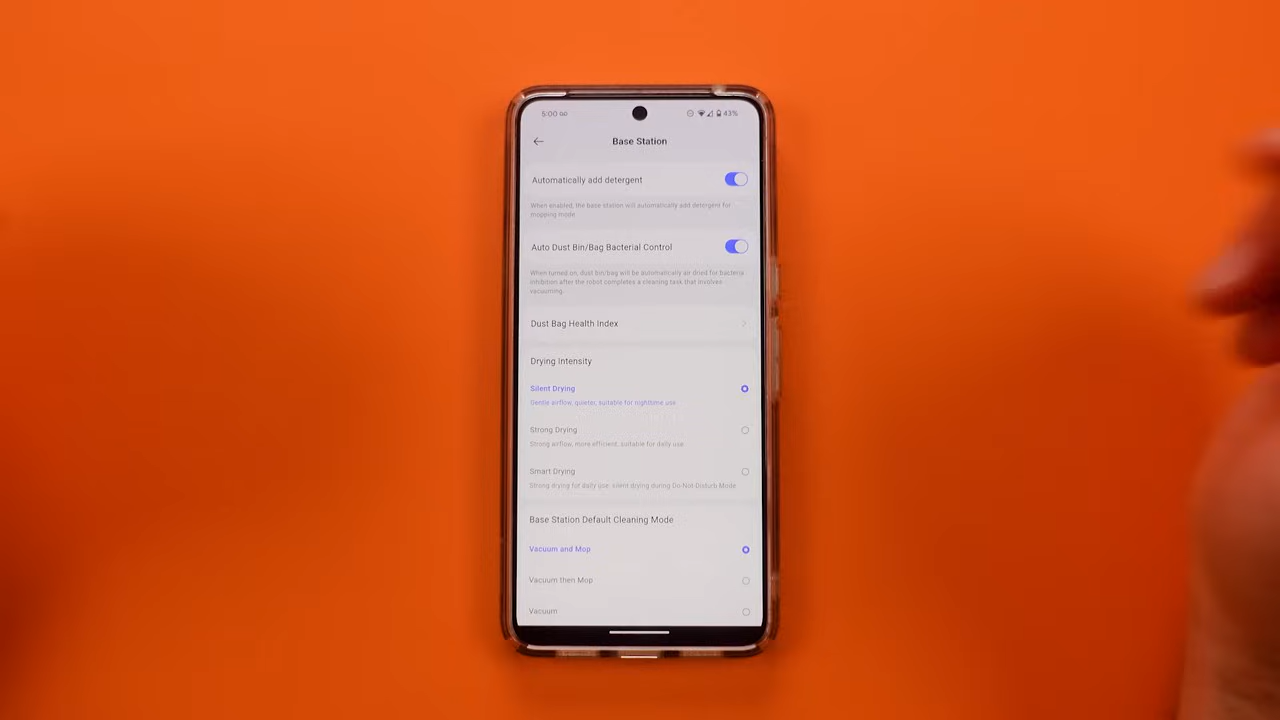 5:00
43%
Base Station
Automatically add detergent
When enabled, the base station will automatically add detergent for
mopping mode.
Auto Dust Bin/Bag Bacterial Control
When turned on, dust bin/bag will be automatically air dried for bacteria
inhibition after the robot completes a cleaning task that involves
vacuuming.
Dust Bag Health Index
Drying Intensity
Silent Drying
Gentle airflow, quieter, suitable for nighttime use
Strong Drying
Strong airflow, more efficient, suitable for daily use
Smart Drying
Strong drying for daily use, silent drying during Do-Not-Disturb Mode
Base Station Default Cleaning Mode
Vacuum and Mop
Vacuum then Mop
Vacuum